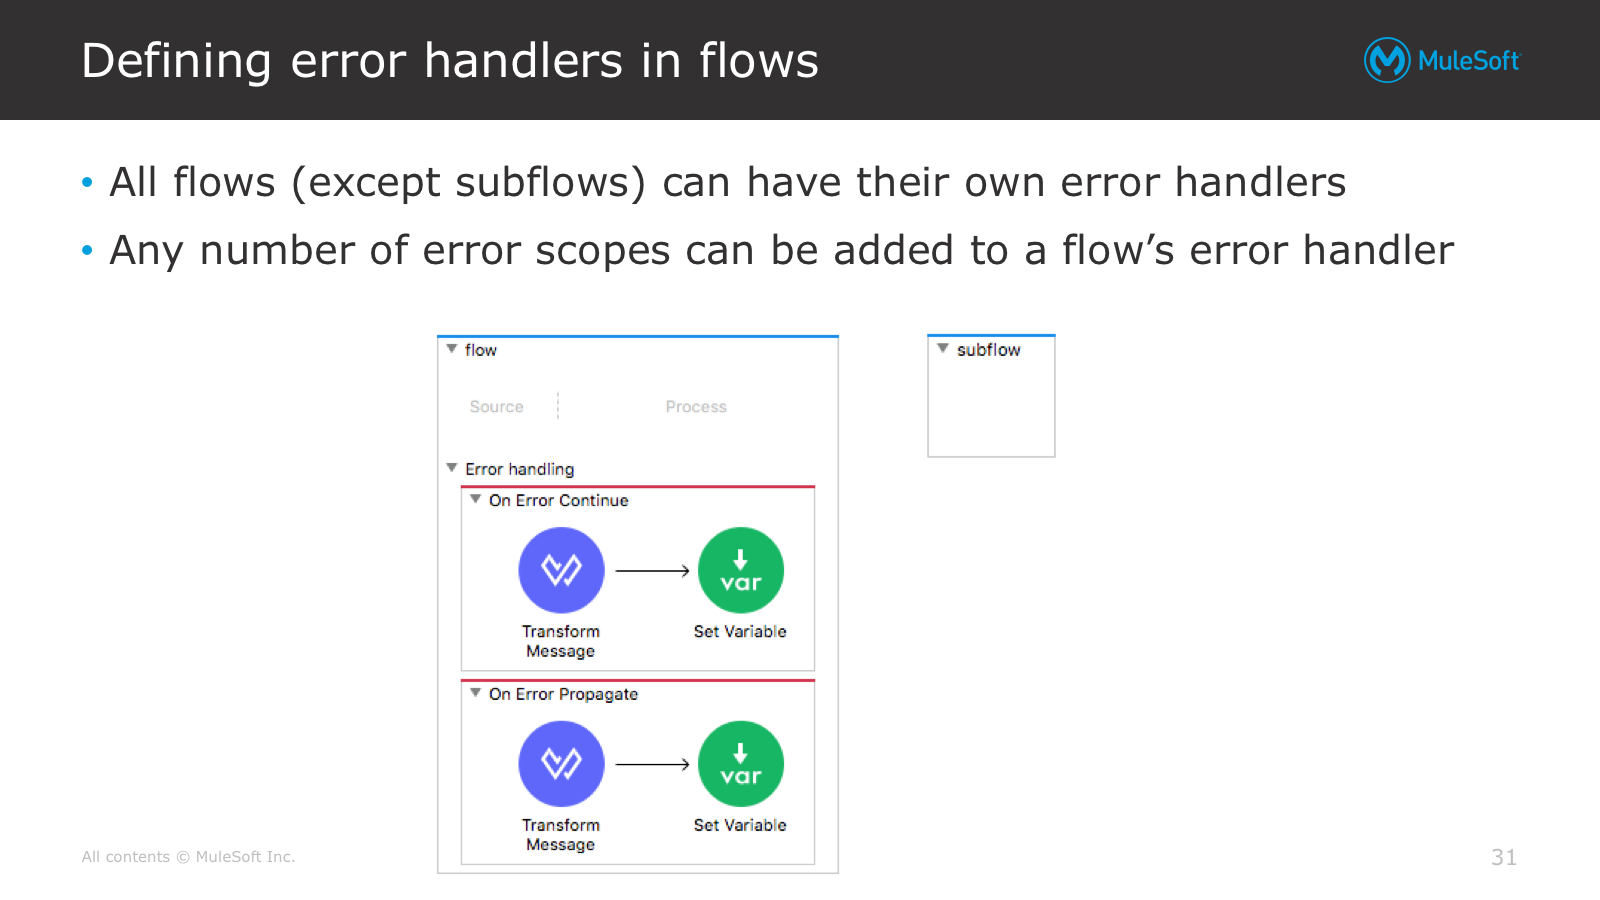 Defining error handlers in flows
MuleSoft
• All flows (except subflows) can have their own error handlers
• Any number of error scopes can be added to a flow’s error handler
flow
Source
Process
Error handling
On Error Continue
Transform
Message
var
Set Variable
On Error Propagate
Transform
Message
var
Set Variable
subflow
All contents © MuleSoft Inc.
31